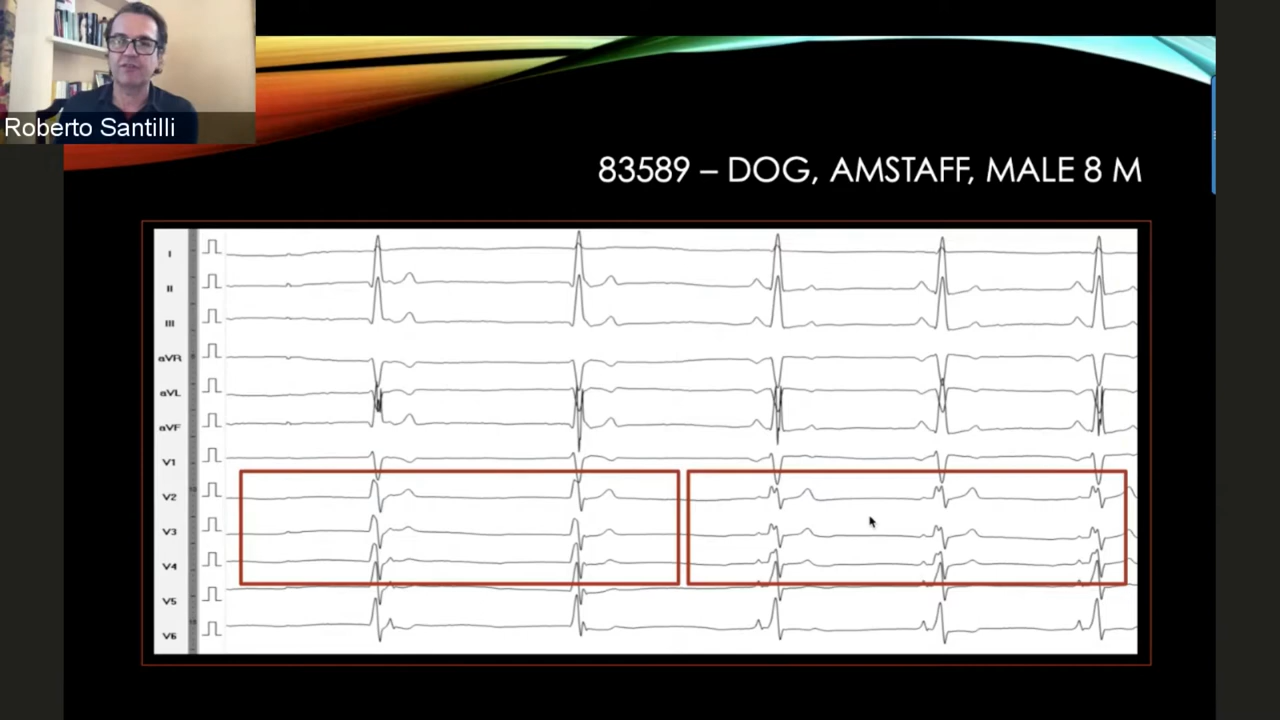 Roberto Santilli
83589 – DOG, AMSTAFF, MALE 8 M
I
II
III
aVR
aVL
aVF
V1
V2
V3
V4
V5
V6